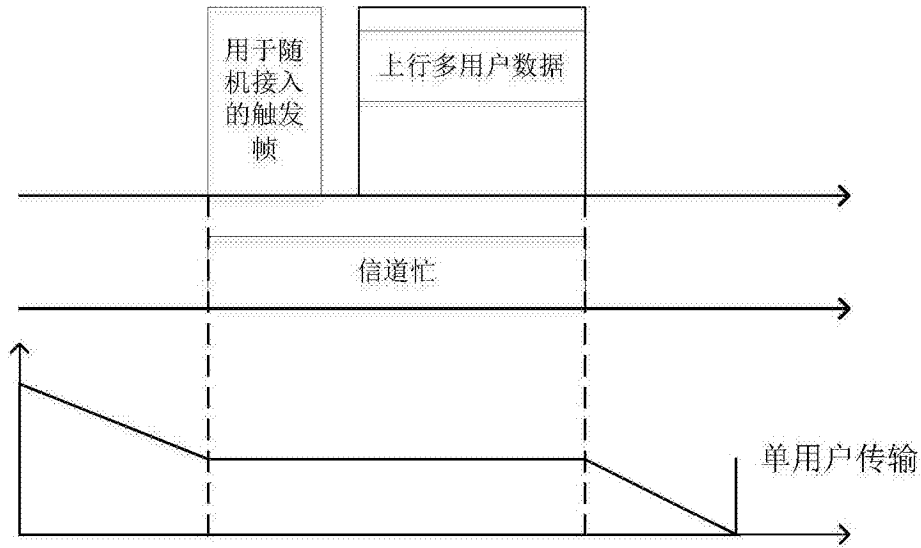 用于随
机接入
的触发
帧
上行多用户数据
信道忙
单用户传输